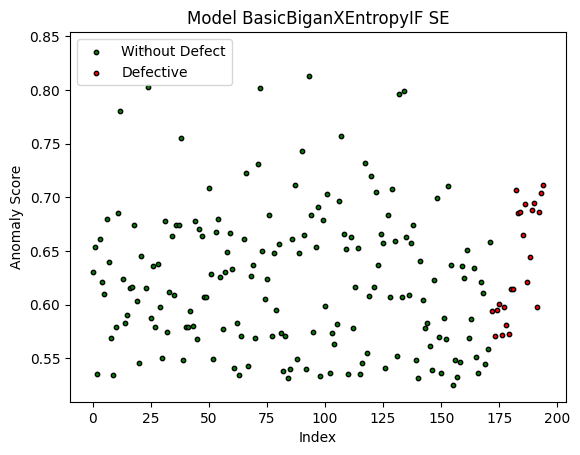 Model BasicBiganXEntropyIF SE
Without Defect
Defective
Anomaly Score
0.85
0.80
0.75
0.70
0.65
0.60
0.55
0 25 50 75 100 125 150 175 200
Index